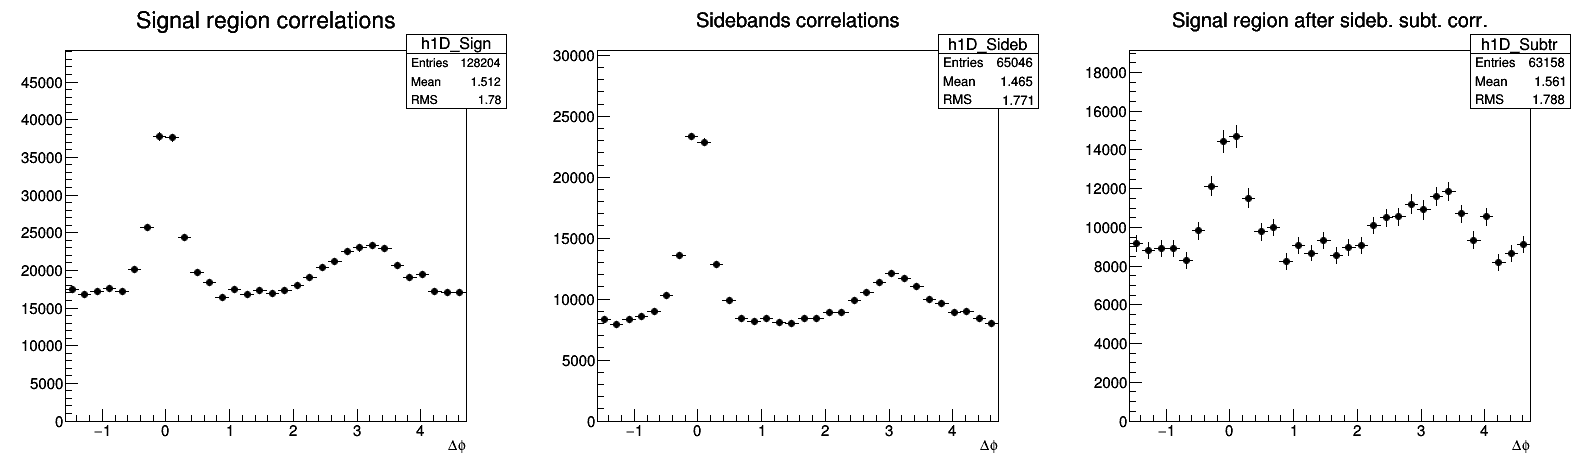 Signal region correlations
h1D_Sign
Entries 128204
Mean 1.512
RMS 1.78
45000
40000
35000
30000
25000
20000
15000
10000
5000
0
−1 0 1 2 3 4
Δϕ
Sidebands correlations
h1D_Sideb
Entries 65046
Mean 1.465
RMS 1.771
30000
25000
20000
15000
10000
5000
0
−1 0 1 2 3 4
Δϕ
Signal region after sideb. subt. corr.
h1D_Subtr
Entries 63158
Mean 1.561
RMS 1.788
18000
16000
14000
12000
10000
8000
6000
4000
2000
0
−1 0 1 2 3 4
Δϕ